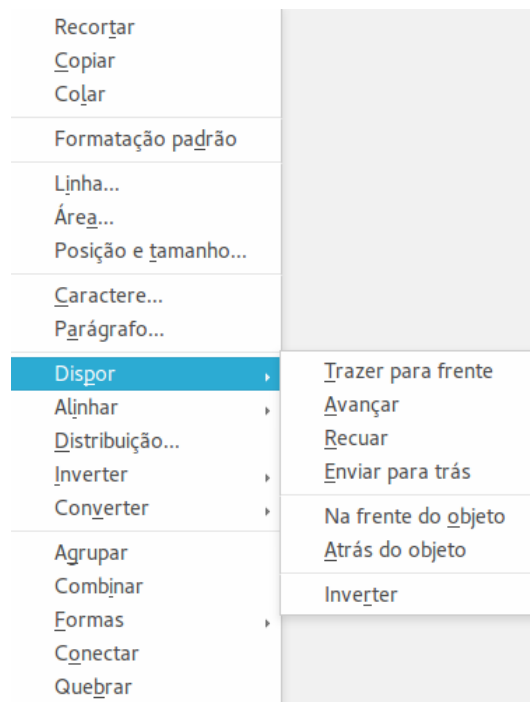 Recortar
Copiar
Colar
Formatação padrão
Linha...
Área...
Posição e tamanho...
Caractere...
Parágrafo...
Dispor
Alinhar
Distribuição...
Inverter
Converter
Agrupar
Combinar
Formas
Conectar
Quebrar
Trazer para frente
Avançar
Recuar
Enviar para trás
Na frente do objeto
Atrás do objeto
Inverter